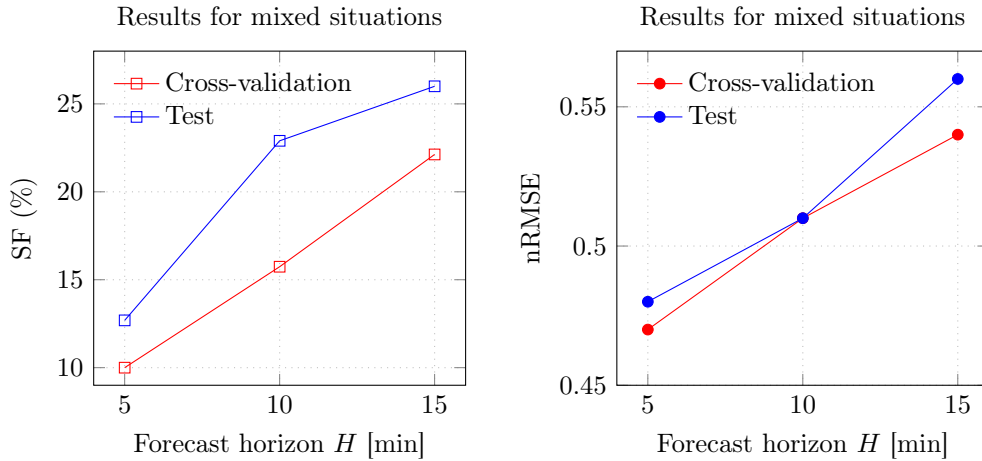 Results for mixed situations
Cross-validation
Test
25
20
15
10
5
10
15
SF (%)
Forecast horizon H [min]
Results for mixed situations
Cross-validation
Test
0.55
0.5
0.45
5
10
15
nRMSE
Forecast horizon H [min]